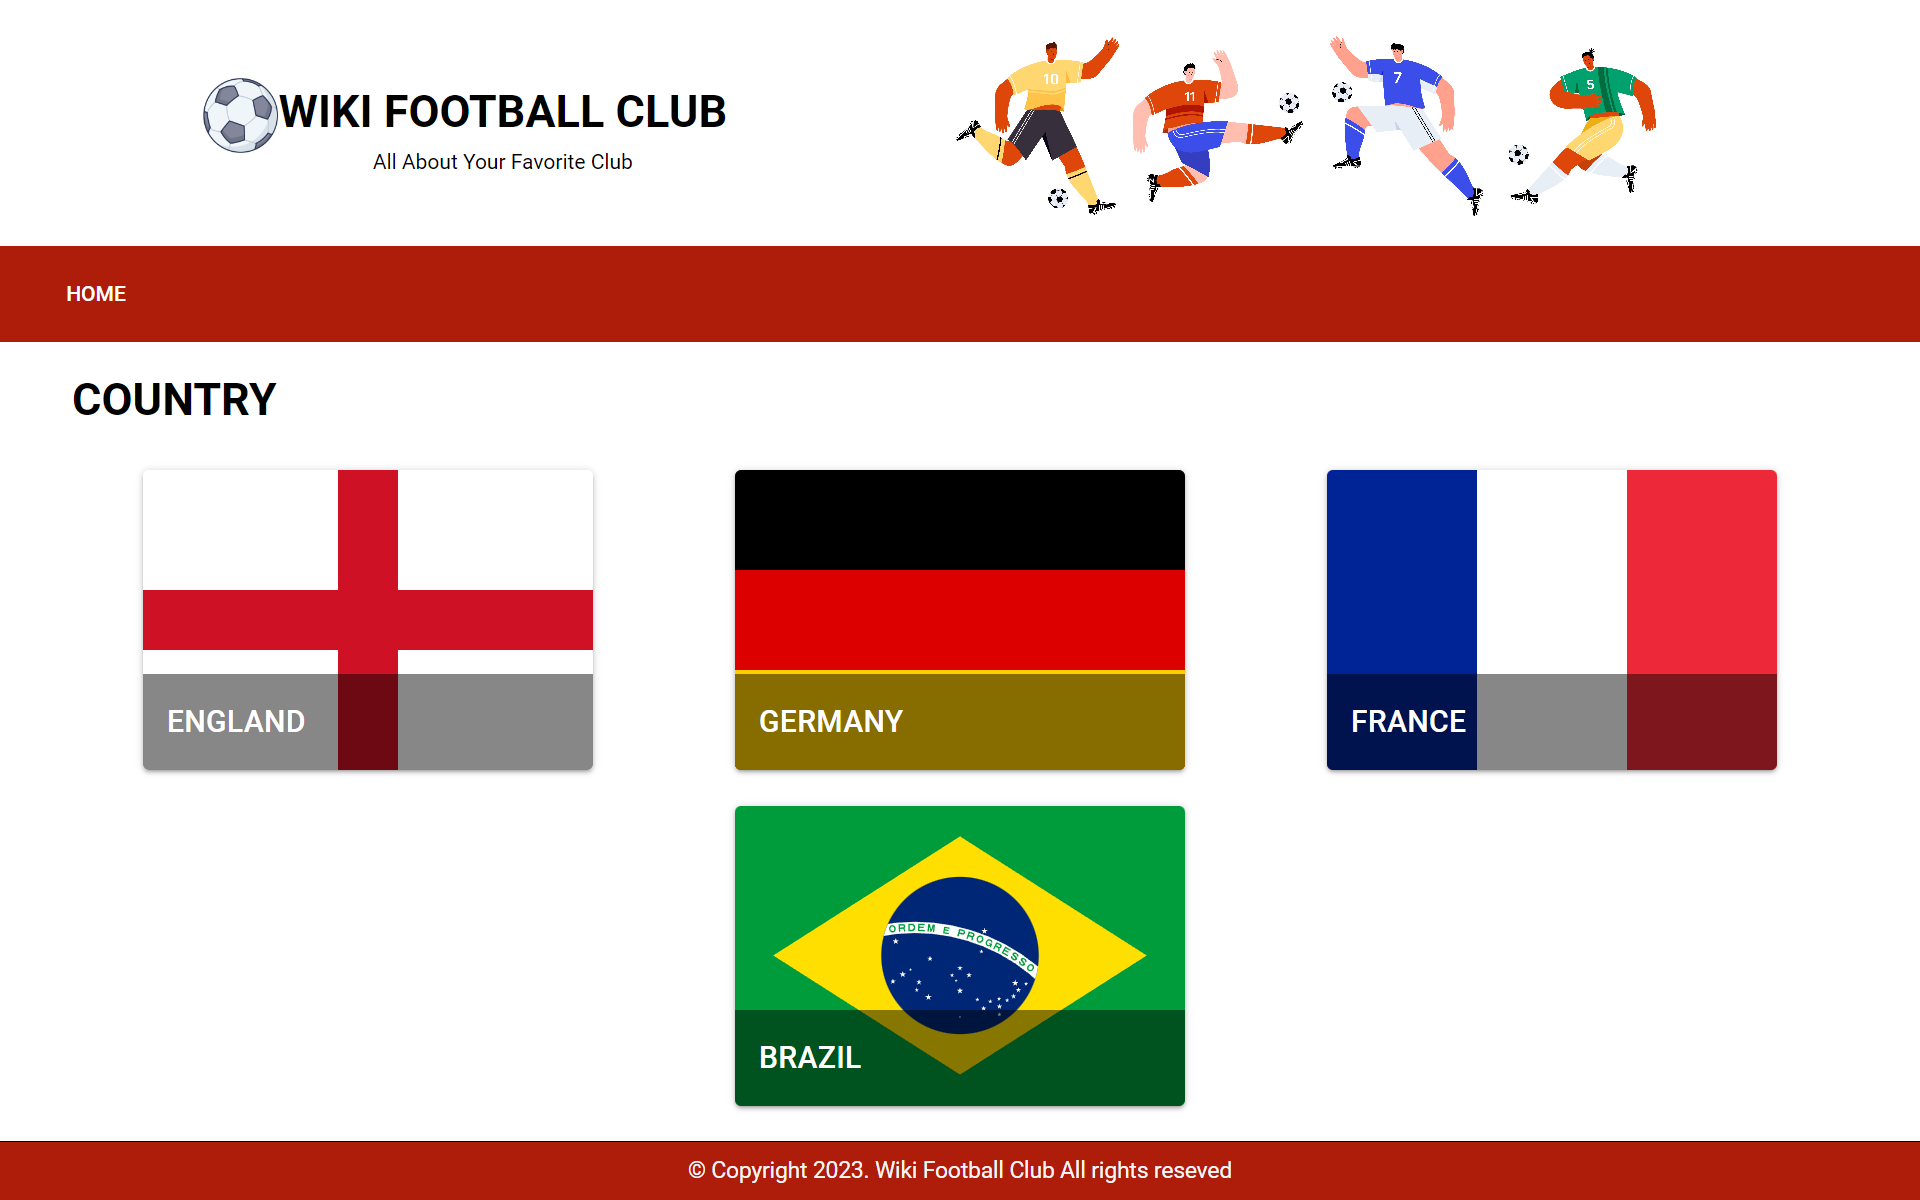 WIKI FOOTBALL CLUB
All About Your Favorite Club
10
11
7
5
HOME
COUNTRY
ENGLAND
GERMANY
FRANCE
ORDEM E PROGRESSO
BRAZIL
© Copyright 2023. Wiki Football Club All rights reseved